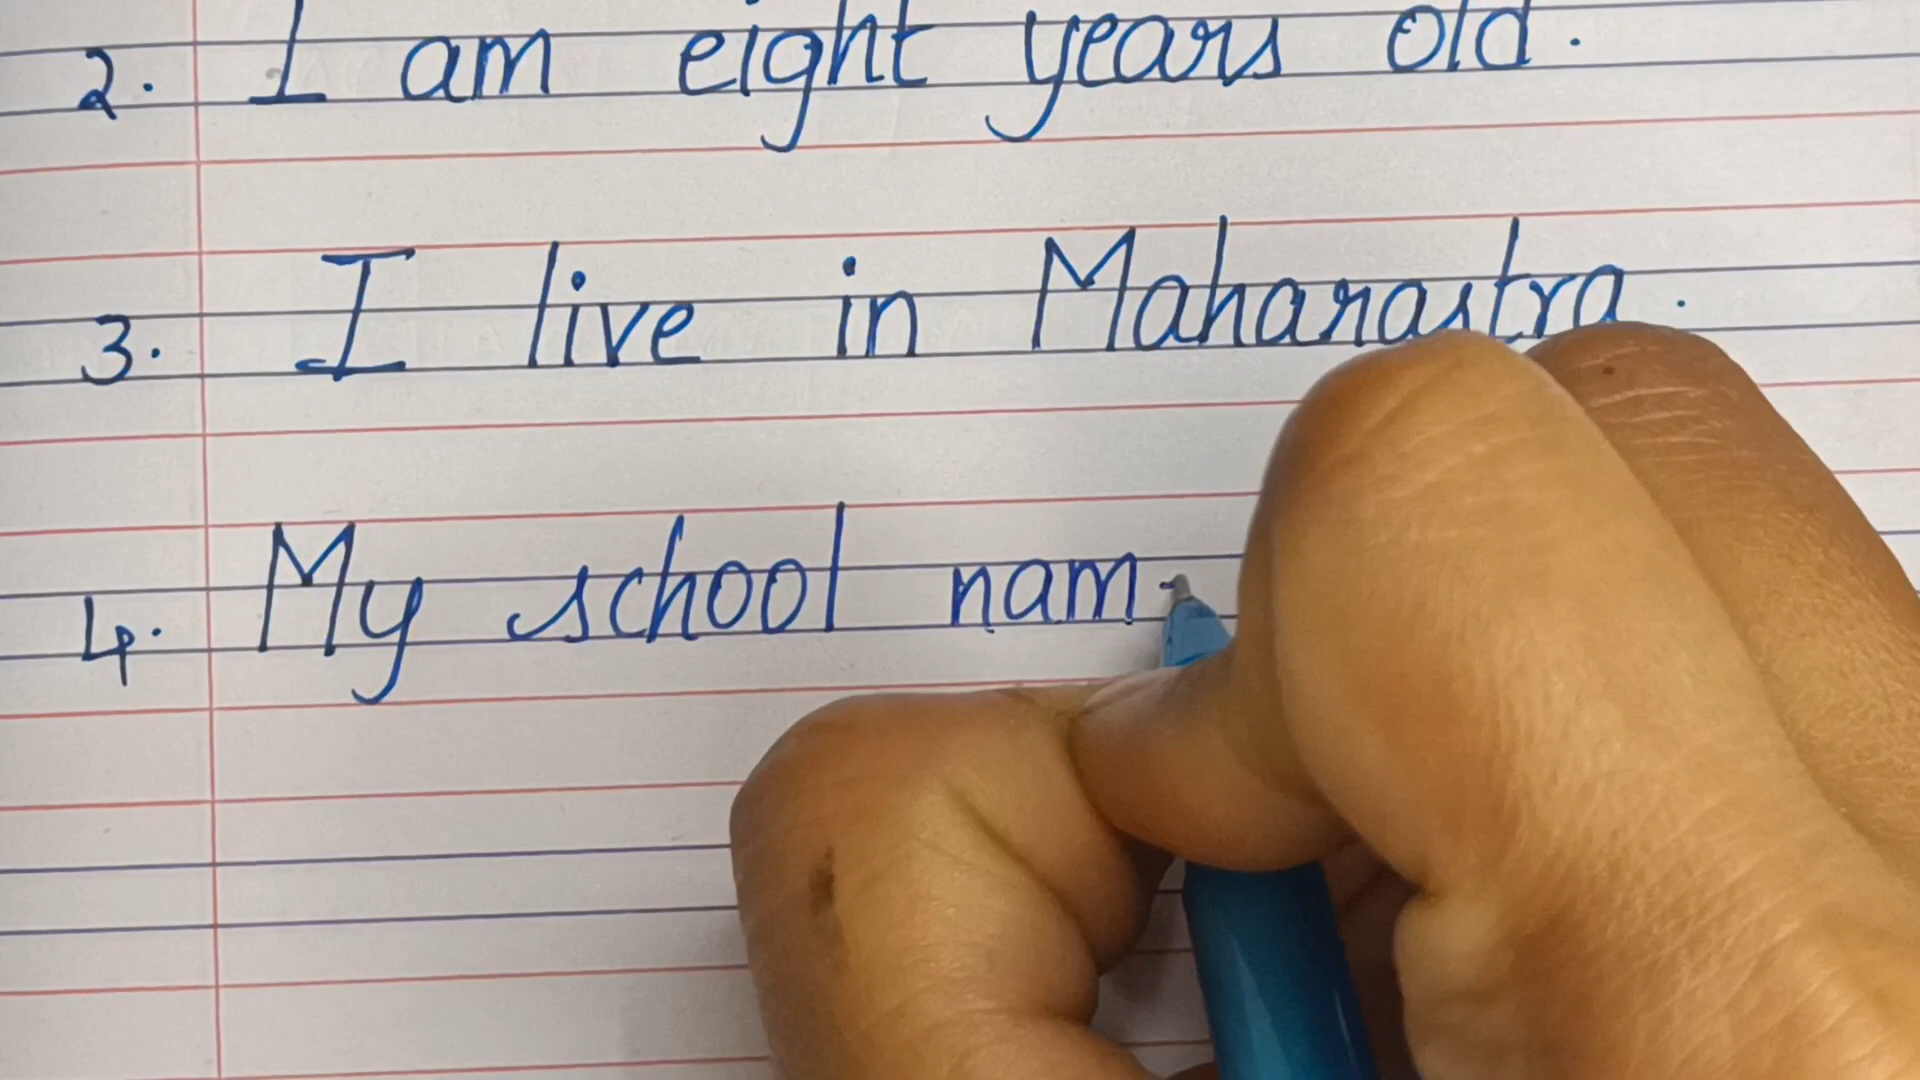 2. I am eight years old.
3. I live in Maharastra.
4. My school nam